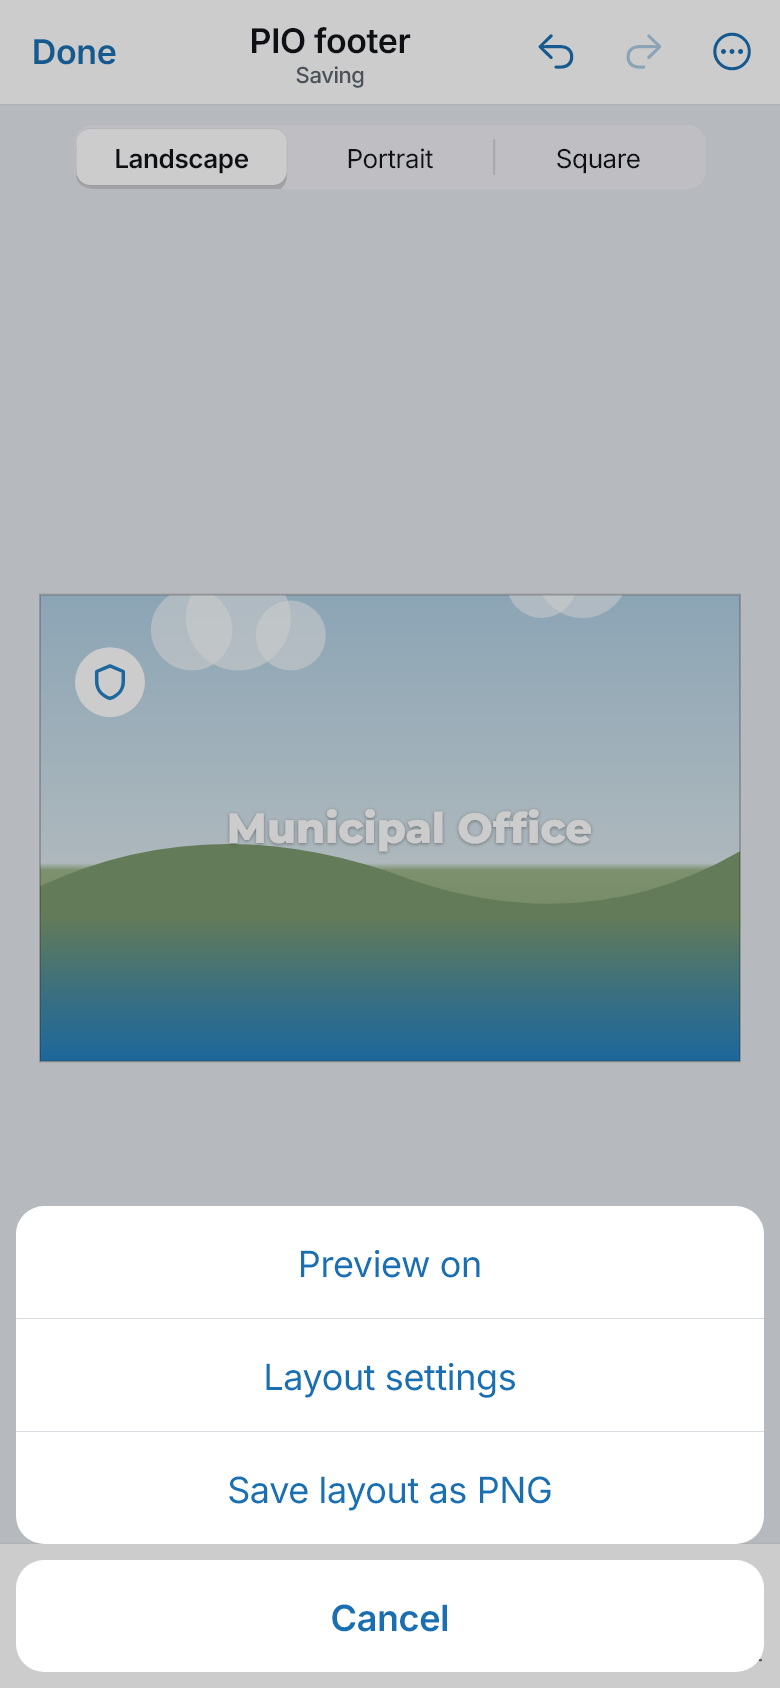 Done
PIO footer
Saving
Landscape
Portrait
Square
Municipal Office
Preview on
Layout settings
Save layout as PNG
Cancel